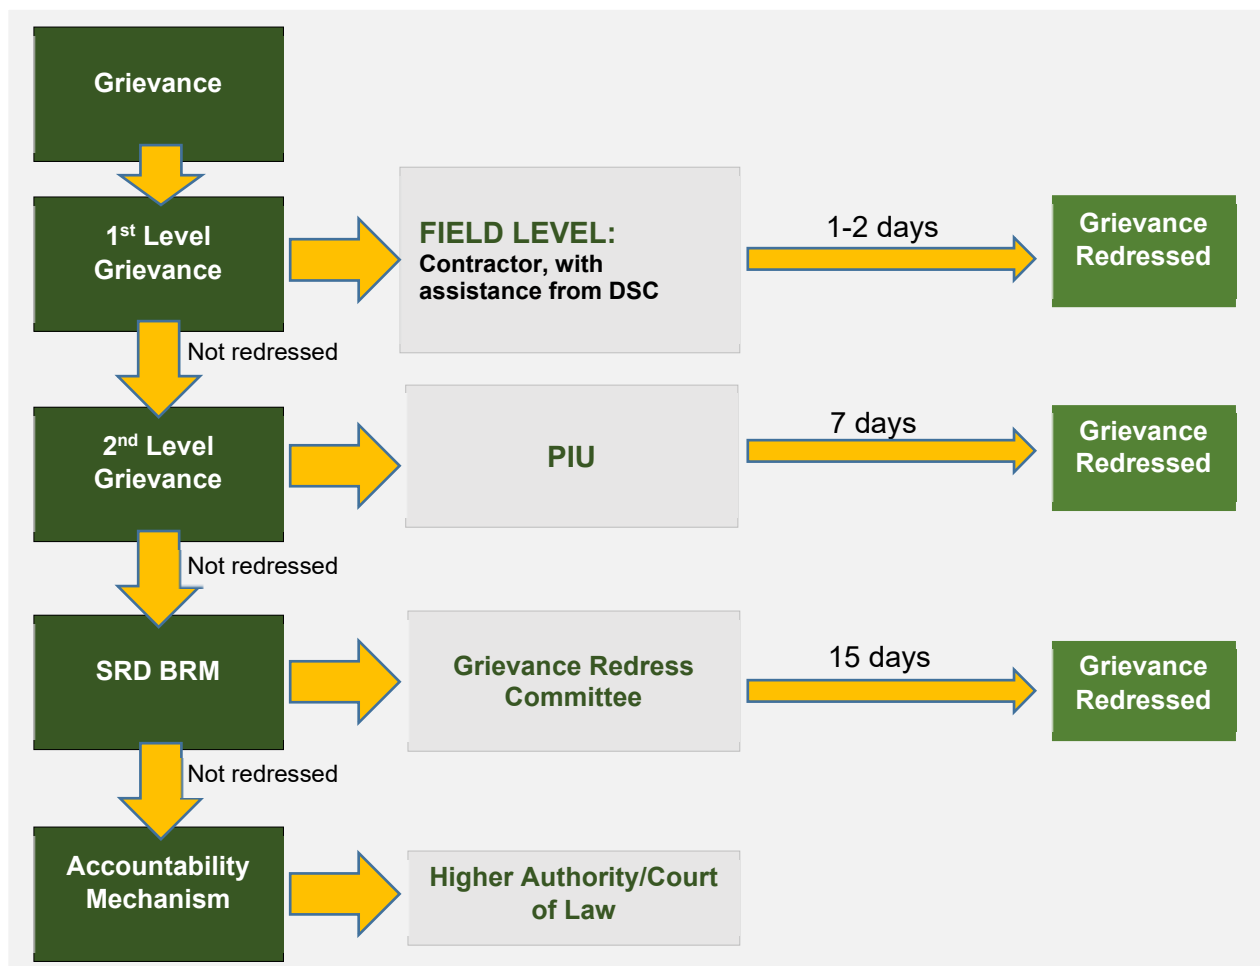 Grievance
1st Level
Grievance
FIELD LEVEL:
Contractor, with
assistance from DSC
1-2 days
Grievance
Redressed
Not redressed
2nd Level
Grievance
PIU
7 days
Grievance
Redressed
Not redressed
SRD BRM
Grievance Redress
Committee
15 days
Grievance
Redressed
Not redressed
Accountability
Mechanism
Higher Authority/Court
of Law